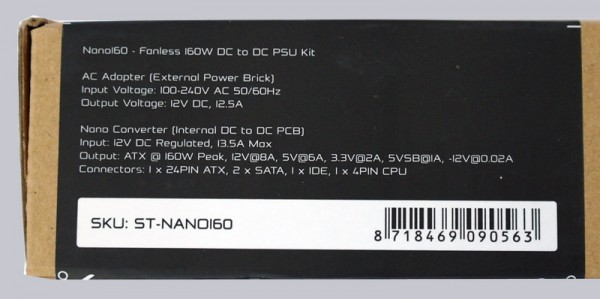 Nano160 - Fanless 160W DC to DC PSU Kit
AC Adapter (External Power Brick)
Input Voltage: 100-240V AC 50/60Hz
Output Voltage: 12V DC, 12.5A
Nano Converter (Internal DC to DC PCB)
Input: 12V DC Regulated, 13.5A Max
Output: ATX @ 160W Peak, 12V@8A, 5V@6A, 3.3V@2A, 5VSB@1A, -12V@0.02A
Connectors: 1 x 24PIN ATX, 2 x SATA, 1 x IDE, 1 x 4PIN CPU
SKU: ST-NANO160
8 718469 090563